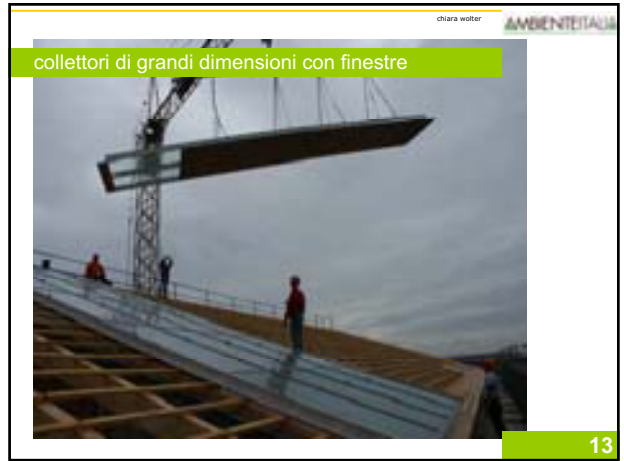 chiara wolter
AMBIENTEITALIA
collettori di grandi dimensioni con finestre
13